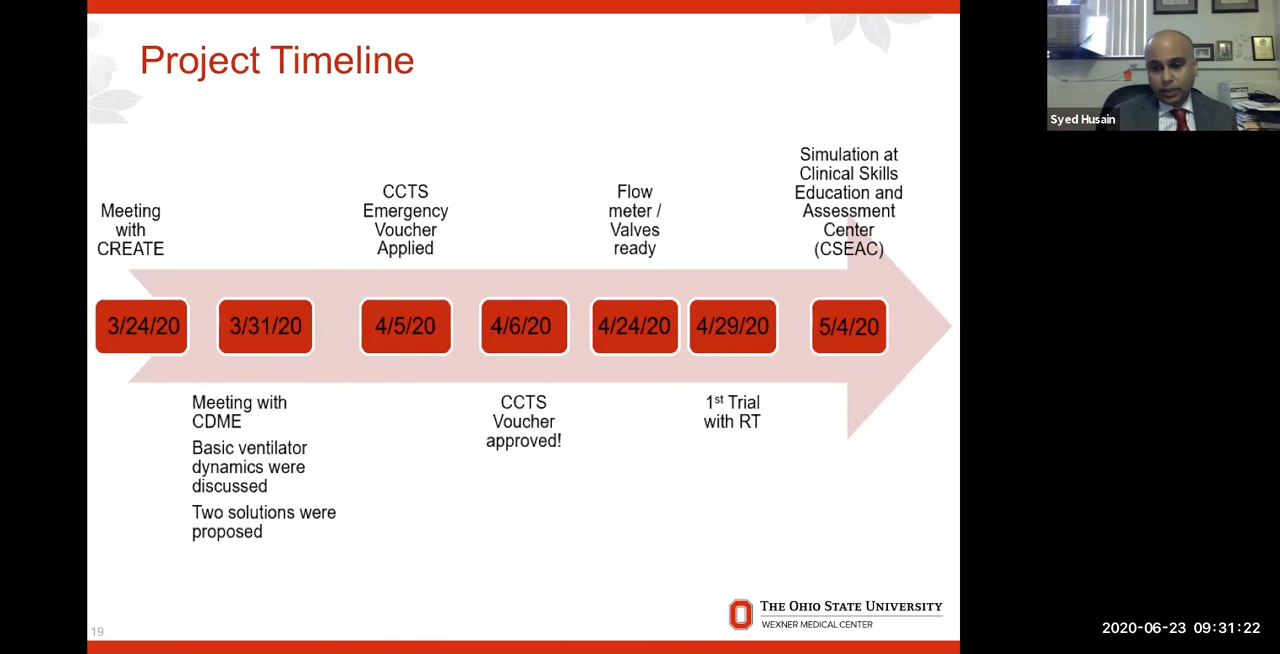 Project Timeline
Syed Husain
Meeting
with
CREATE
CCTS
Emergency
Voucher
Applied
Flow
meter /
Valves
ready
Simulation at
Clinical Skills
Education and
Assessment
Center
(CSEAC)
3/24/20
3/31/20
4/5/20
4/6/20
4/24/20
4/29/20
5/4/20
Meeting with
CDME
Basic ventilator
dynamics were
discussed
Two solutions were
proposed
CCTS
Voucher
approved!
1st Trial
with RT
THE OHIO STATE UNIVERSITY
WEXNER MEDICAL CENTER
19
2020-06-23 09:31:22